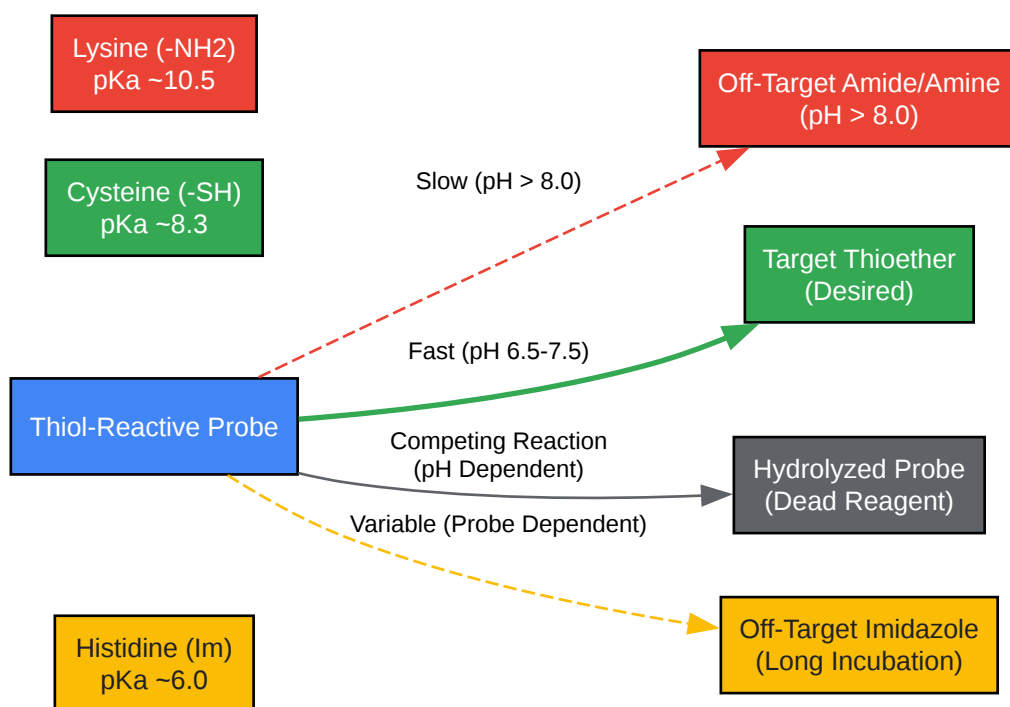 Lysine (-NH2)
pKa ~10.5
Off-Target Amide/Amine
(pH > 8.0)
Cysteine (-SH)
pKa ~8.3
Slow (pH > 8.0)
Target Thioether
(Desired)
Fast (pH 6.5-7.5)
Thiol-Reactive Probe
Competing Reaction
(pH Dependent)
Hydrolyzed Probe
(Dead Reagent)
Variable (Probe Dependent)
Histidine (Im)
pKa ~6.0
Off-Target Imidazole
(Long Incubation)